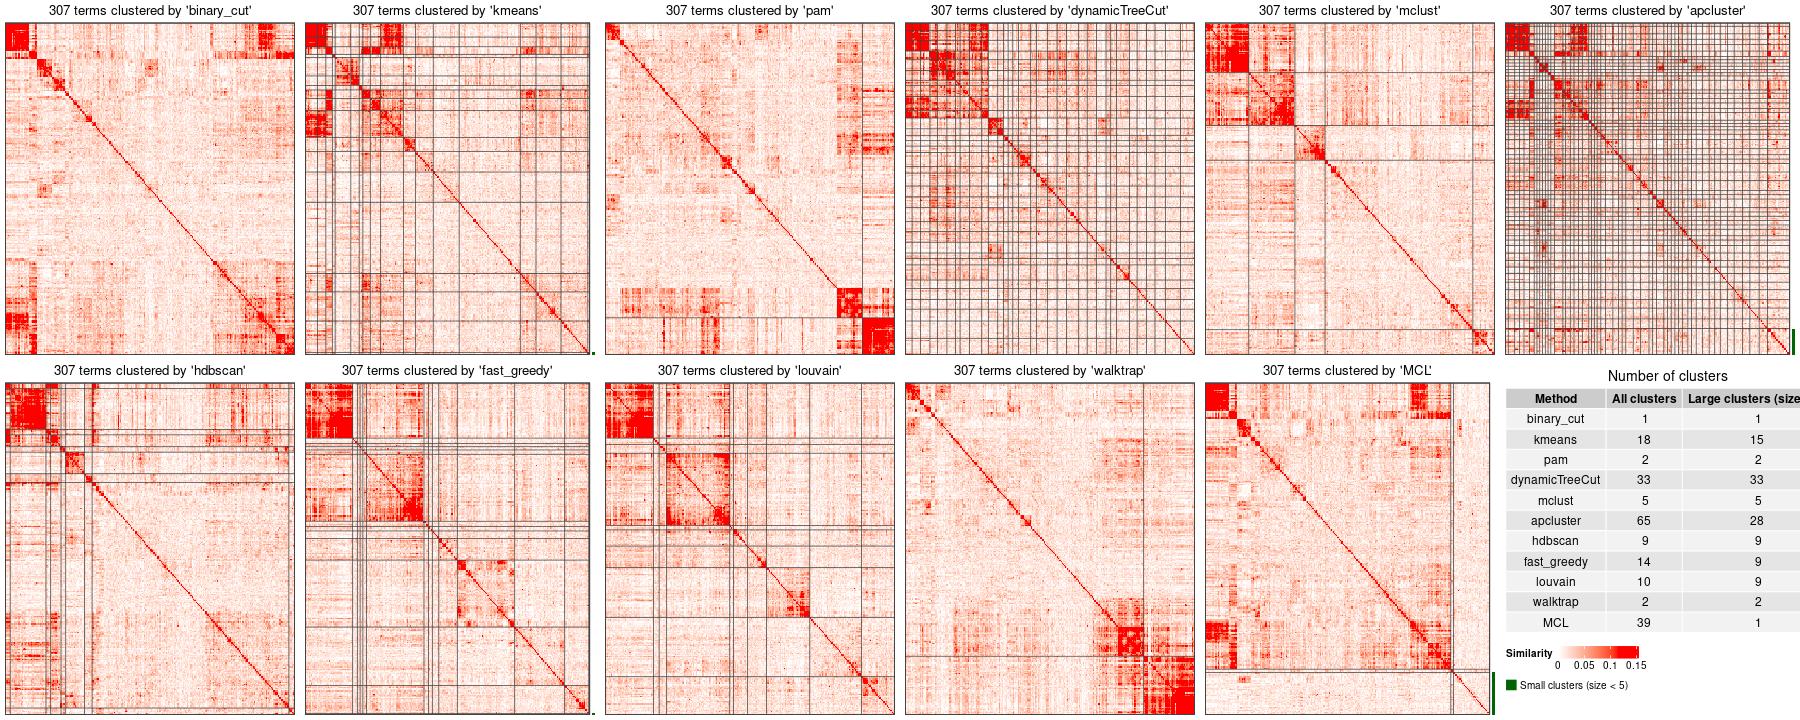 307 terms clustered by 'binary_cut'
307 terms clustered by 'kmeans'
307 terms clustered by 'pam'
307 terms clustered by 'dynamicTreeCut'
307 terms clustered by 'mclust'
307 terms clustered by 'apcluster'
307 terms clustered by 'hdbscan'
307 terms clustered by 'fast_greedy'
307 terms clustered by 'louvain'
307 terms clustered by 'walktrap'
307 terms clustered by 'MCL'
Number of clusters
Method All clusters Large clusters (size
binary_cut 1 1
kmeans 18 15
pam 2 2
dynamicTreeCut 33 33
mclust 5 5
apcluster 65 28
hdbscan 9 9
fast_greedy 14 9
louvain 10 9
walktrap 2 2
MCL 39 1
Similarity
0 0.05 0.1 0.15
Small clusters (size < 5)